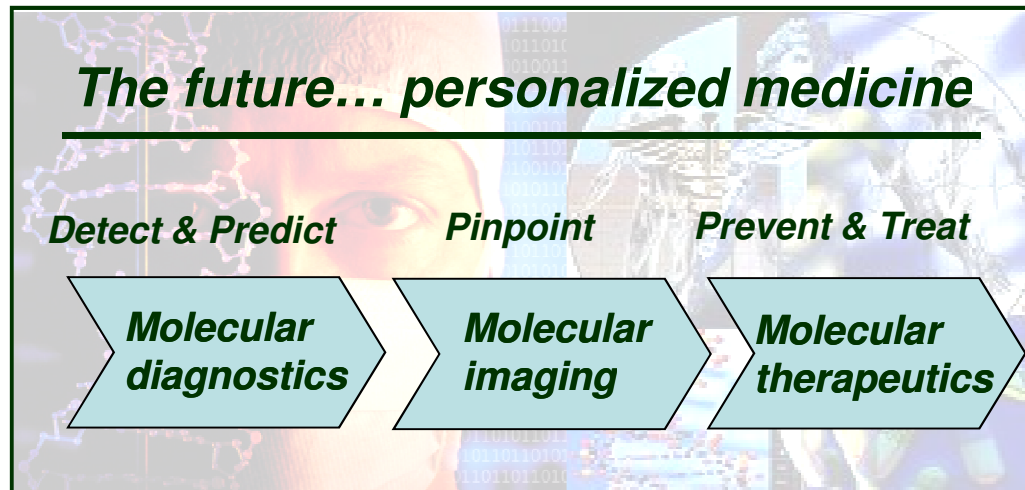 The future... personalized medicine
Detect & Predict
Pinpoint
Prevent & Treat
Molecular
diagnostics
Molecular
imaging
Molecular
therapeutics